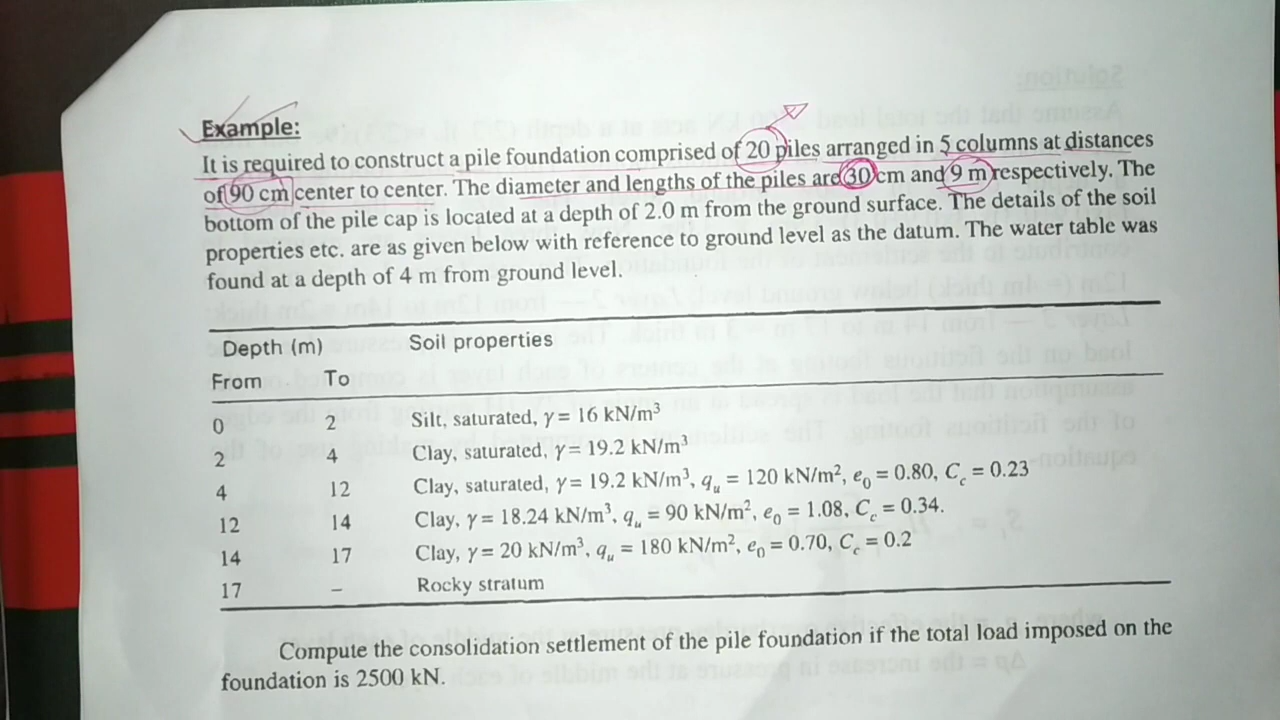 Example:
It is required to construct a pile foundation comprised of 20 piles arranged in 5 columns at distances
of 90 cm center to center. The diameter and lengths of the piles are 30 cm and 9 m respectively. The
bottom of the pile cap is located at a depth of 2.0 m from the ground surface. The details of the soil
properties etc. are as given below with reference to ground level as the datum. The water table was
found at a depth of 4 m from ground level.
Depth (m) Soil properties
From To
0 2 Silt, saturated, γ = 16 kN/m³
2 4 Clay, saturated, γ = 19.2 kN/m³
4 12 Clay, saturated, γ = 19.2 kN/m³, qᵤ = 120 kN/m², e₀ = 0.80, C_c = 0.23
12 14 Clay, γ = 18.24 kN/m³, qᵤ = 90 kN/m², e₀ = 1.08, C_c = 0.34.
14 17 Clay, γ = 20 kN/m³, qᵤ = 180 kN/m², e₀ = 0.70, C_c = 0.2
17 – Rocky stratum
Compute the consolidation settlement of the pile foundation if the total load imposed on the
foundation is 2500 kN.